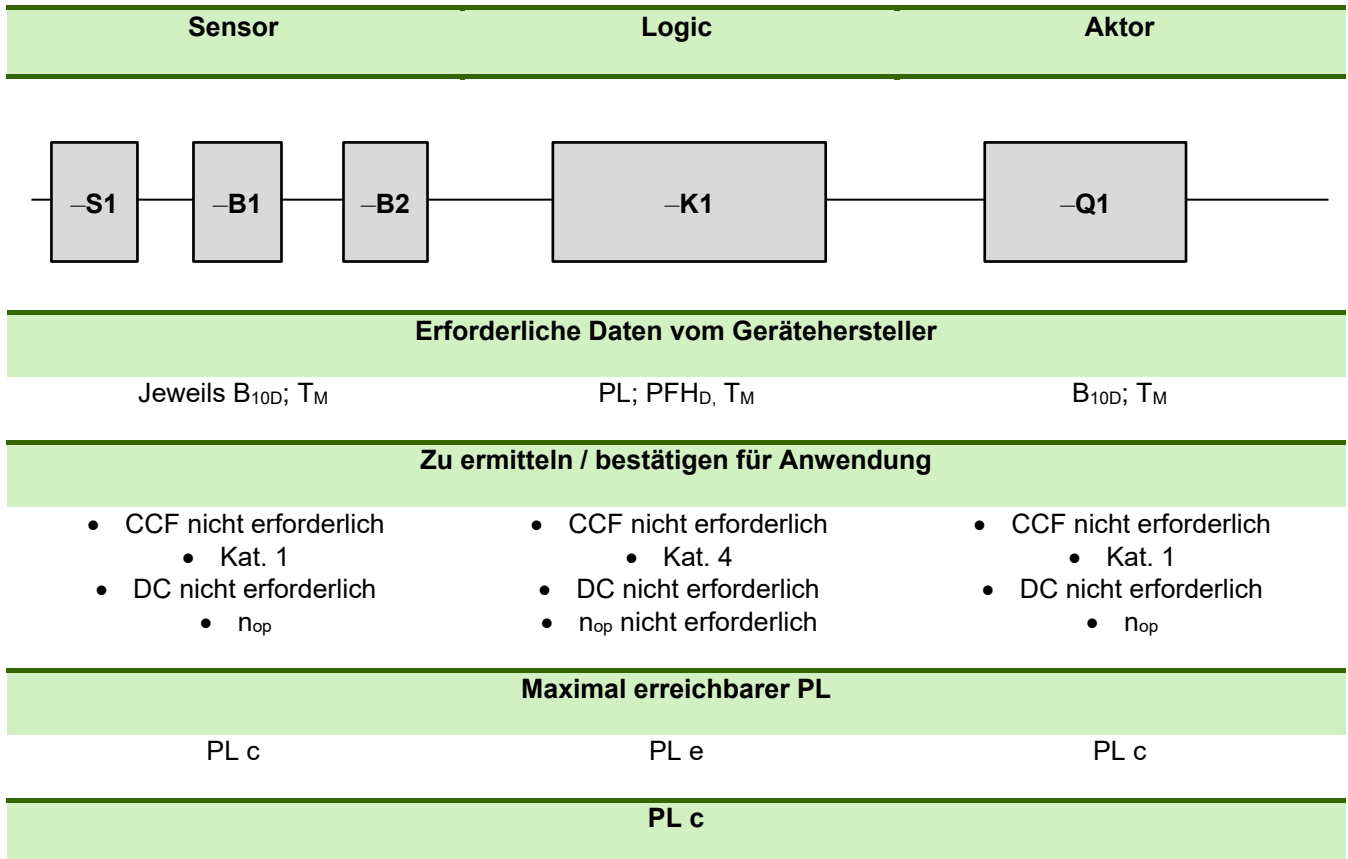 Sensor Logic Aktor
–S1 –B1 –B2 –K1 –Q1
Erforderliche Daten vom Gerätehersteller
Jeweils B10D; TM PL; PFHD, TM B10D; TM
Zu ermitteln / bestätigen für Anwendung
• CCF nicht erforderlich • CCF nicht erforderlich • CCF nicht erforderlich
• Kat. 1 • Kat. 4 • Kat. 1
• DC nicht erforderlich • DC nicht erforderlich • DC nicht erforderlich
• nop • nop nicht erforderlich • nop
Maximal erreichbarer PL
PL c PL e PL c
PL c